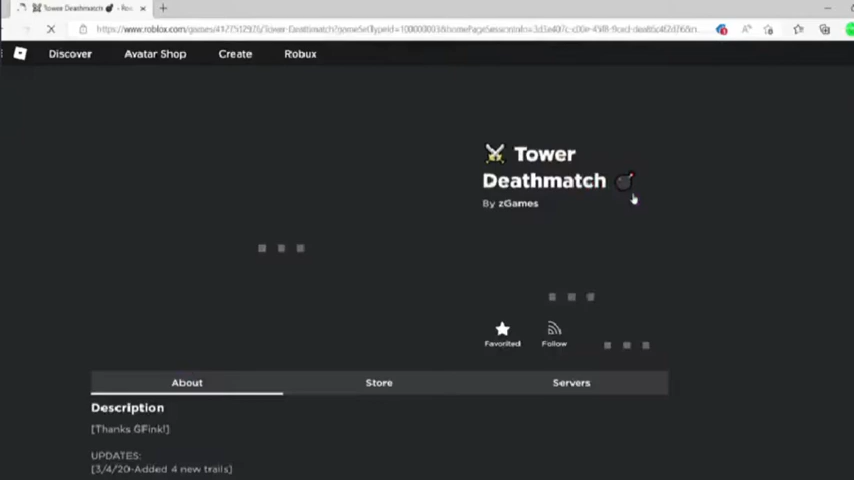 Tower Deathmatch
Discover
Avatar Shop
Create
Robux
Tower
Deathmatch
By zGames
Favorited
Follow
About
Store
Servers
Description
[Thanks GFink!]
UPDATES:
[3/4/20-Added 4 new trails]